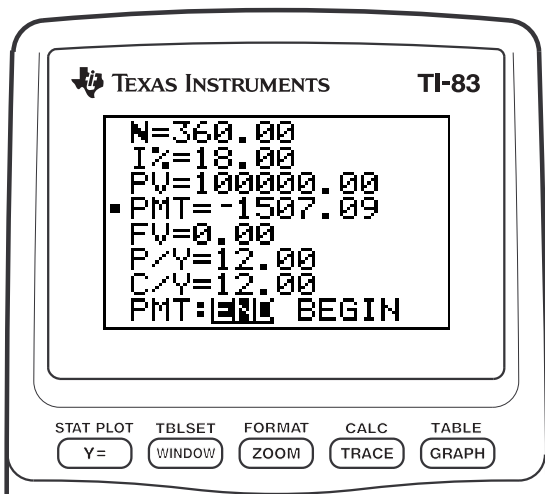 TEXAS INSTRUMENTS TI-83
N=360.00
I%=18.00
PV=100000.00
▪PMT=-1507.09
FV=0.00
P/Y=12.00
C/Y=12.00
PMT:END BEGIN
STAT PLOT TBLSET FORMAT CALC TABLE
Y= WINDOW ZOOM TRACE GRAPH